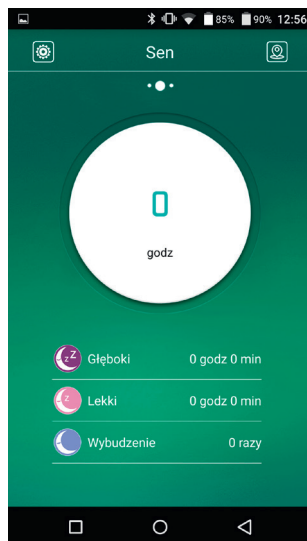 85% 90% 12:56
Sen
0
godz
Głęboki 0 godz 0 min
Lekki 0 godz 0 min
Wybudzenie 0 razy